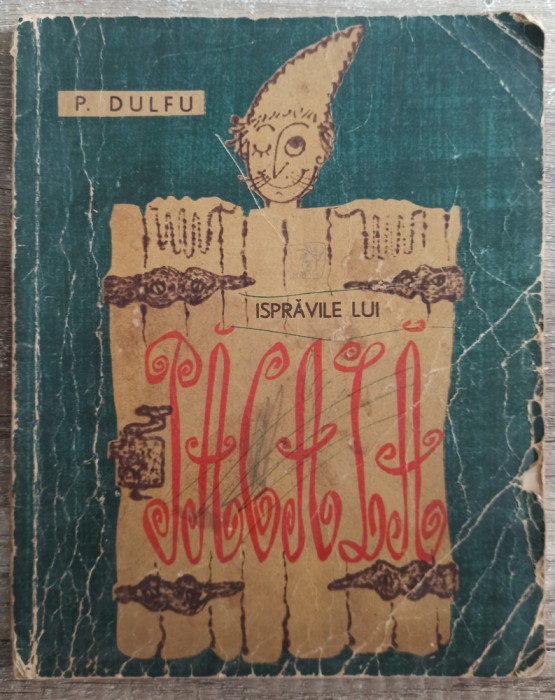 P. DULFU
ISPRĂVILE LUI
PĂCALĂ